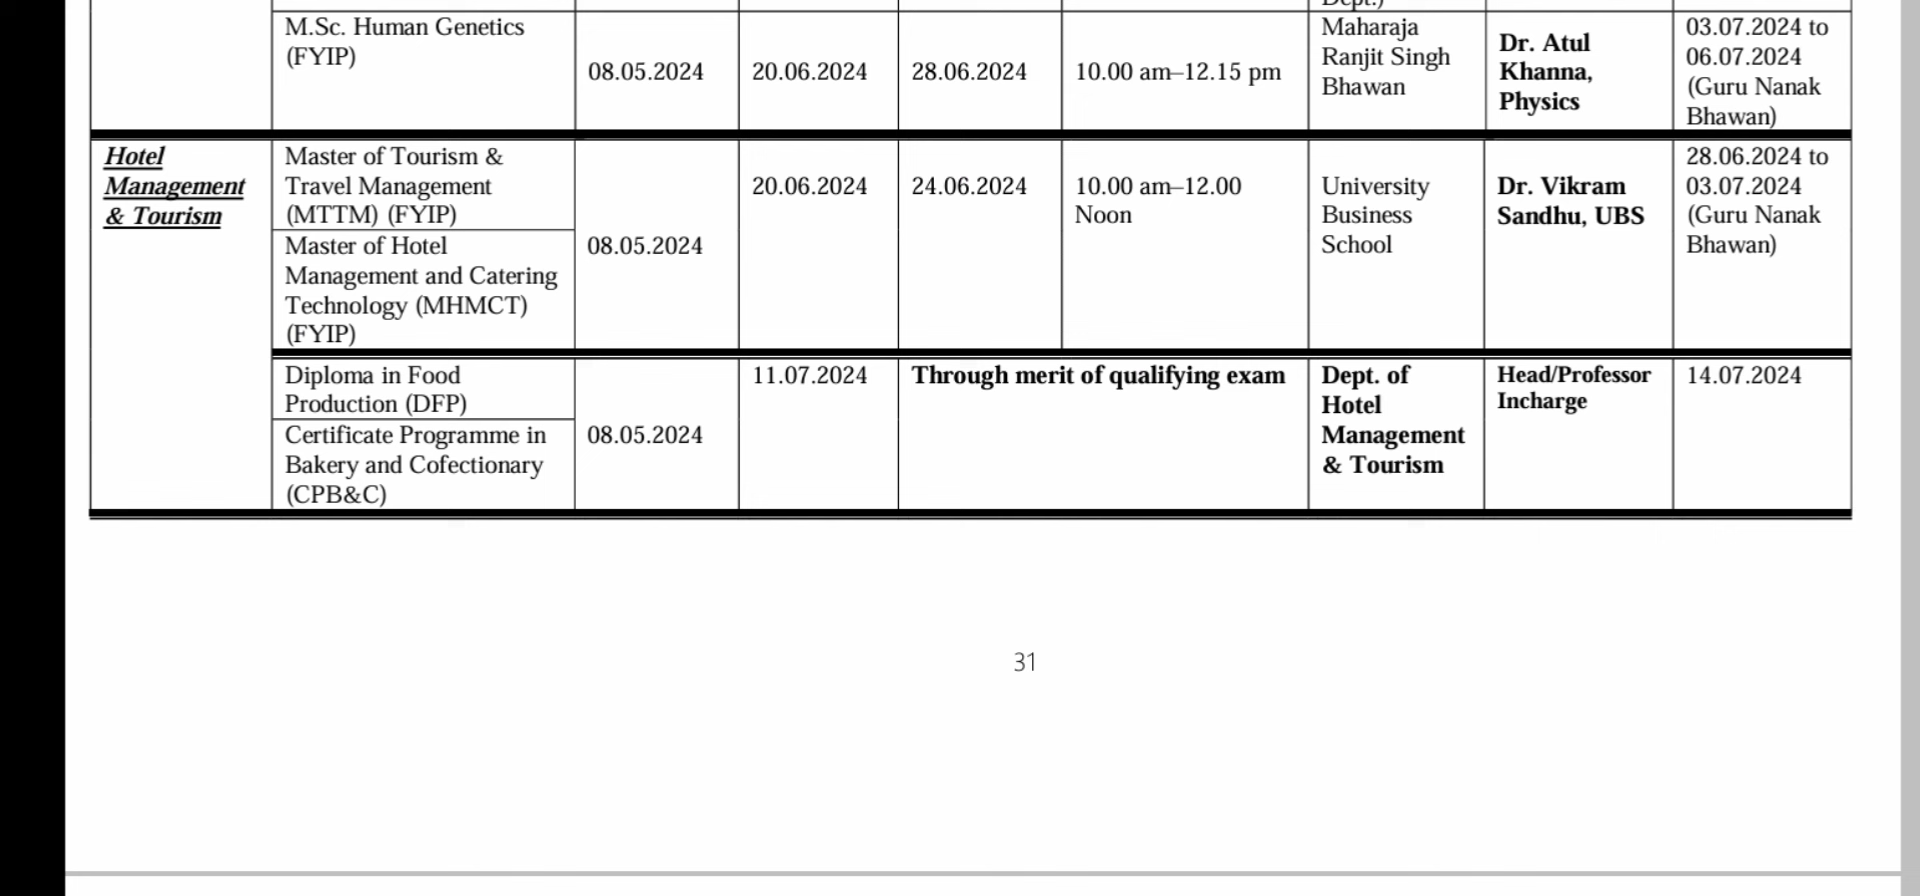 Dept.)
M.Sc. Human Genetics
(FYIP)
08.05.2024
20.06.2024
28.06.2024
10.00 am–12.15 pm
Maharaja
Ranjit Singh
Bhawan
Dr. Atul
Khanna,
Physics
03.07.2024 to
06.07.2024
(Guru Nanak
Bhawan)
Hotel
Management
& Tourism
Master of Tourism &
Travel Management
(MTTM) (FYIP)
Master of Hotel
Management and Catering
Technology (MHMCT)
(FYIP)
08.05.2024
20.06.2024
24.06.2024
10.00 am–12.00
Noon
University
Business
School
Dr. Vikram
Sandhu, UBS
28.06.2024 to
03.07.2024
(Guru Nanak
Bhawan)
Diploma in Food
Production (DFP)
Certificate Programme in
Bakery and Cofectionary
(CPB&C)
08.05.2024
11.07.2024
Through merit of qualifying exam
Dept. of
Hotel
Management
& Tourism
Head/Professor
Incharge
14.07.2024
31